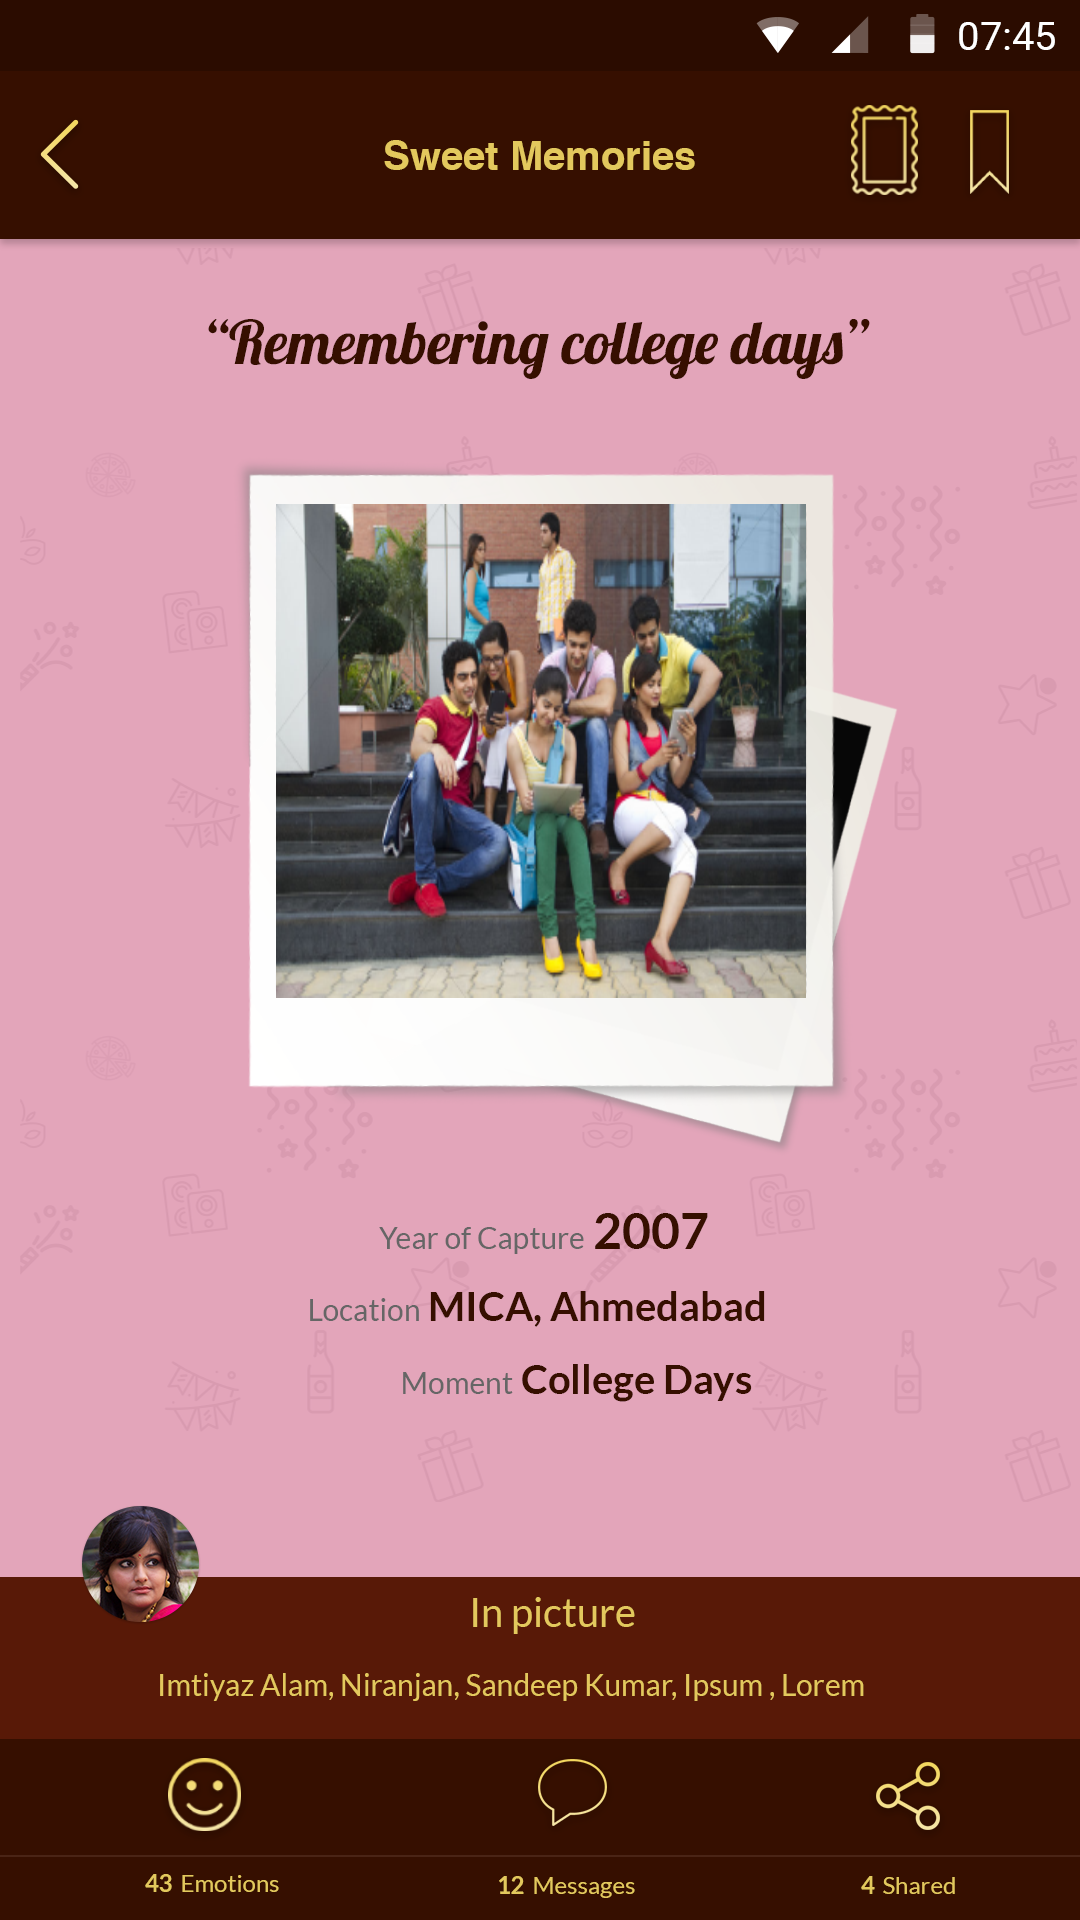 07:45
Sweet Memories
“Remembering college days”
Year of Capture 2007
Location MICA, Ahmedabad
Moment College Days
In picture
Imtiyaz Alam, Niranjan, Sandeep Kumar, Ipsum , Lorem
43 Emotions
12 Messages
4 Shared